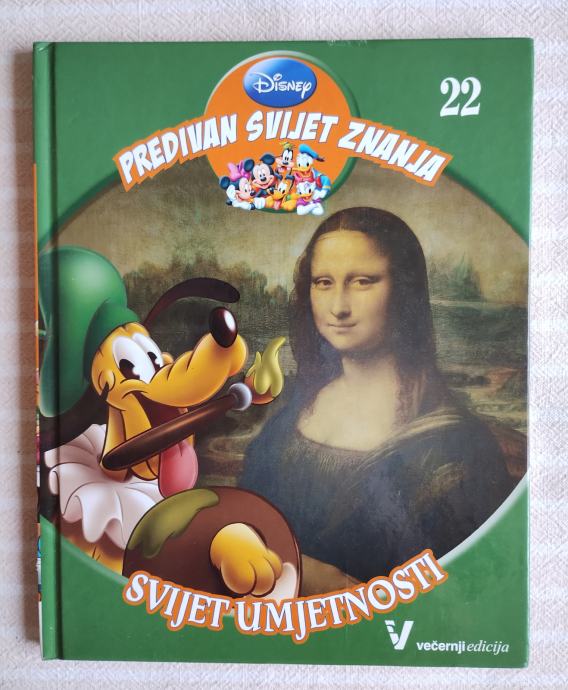 Disney
22
PREDIVAN SVIJET ZNANJA
SVIJET UMJETNOSTI
V večernji edicija